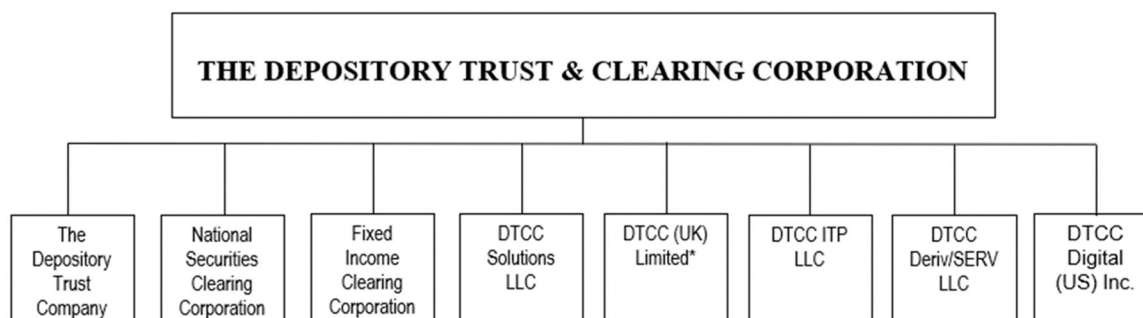 THE DEPOSITORY TRUST & CLEARING CORPORATION
The
Depository
Trust
Company
National
Securities
Clearing
Corporation
Fixed
Income
Clearing
Corporation
DTCC
Solutions
LLC
DTCC (UK)
Limited*
DTCC ITP
LLC
DTCC
Deriv/SERV
LLC
DTCC
Digital
(US) Inc.